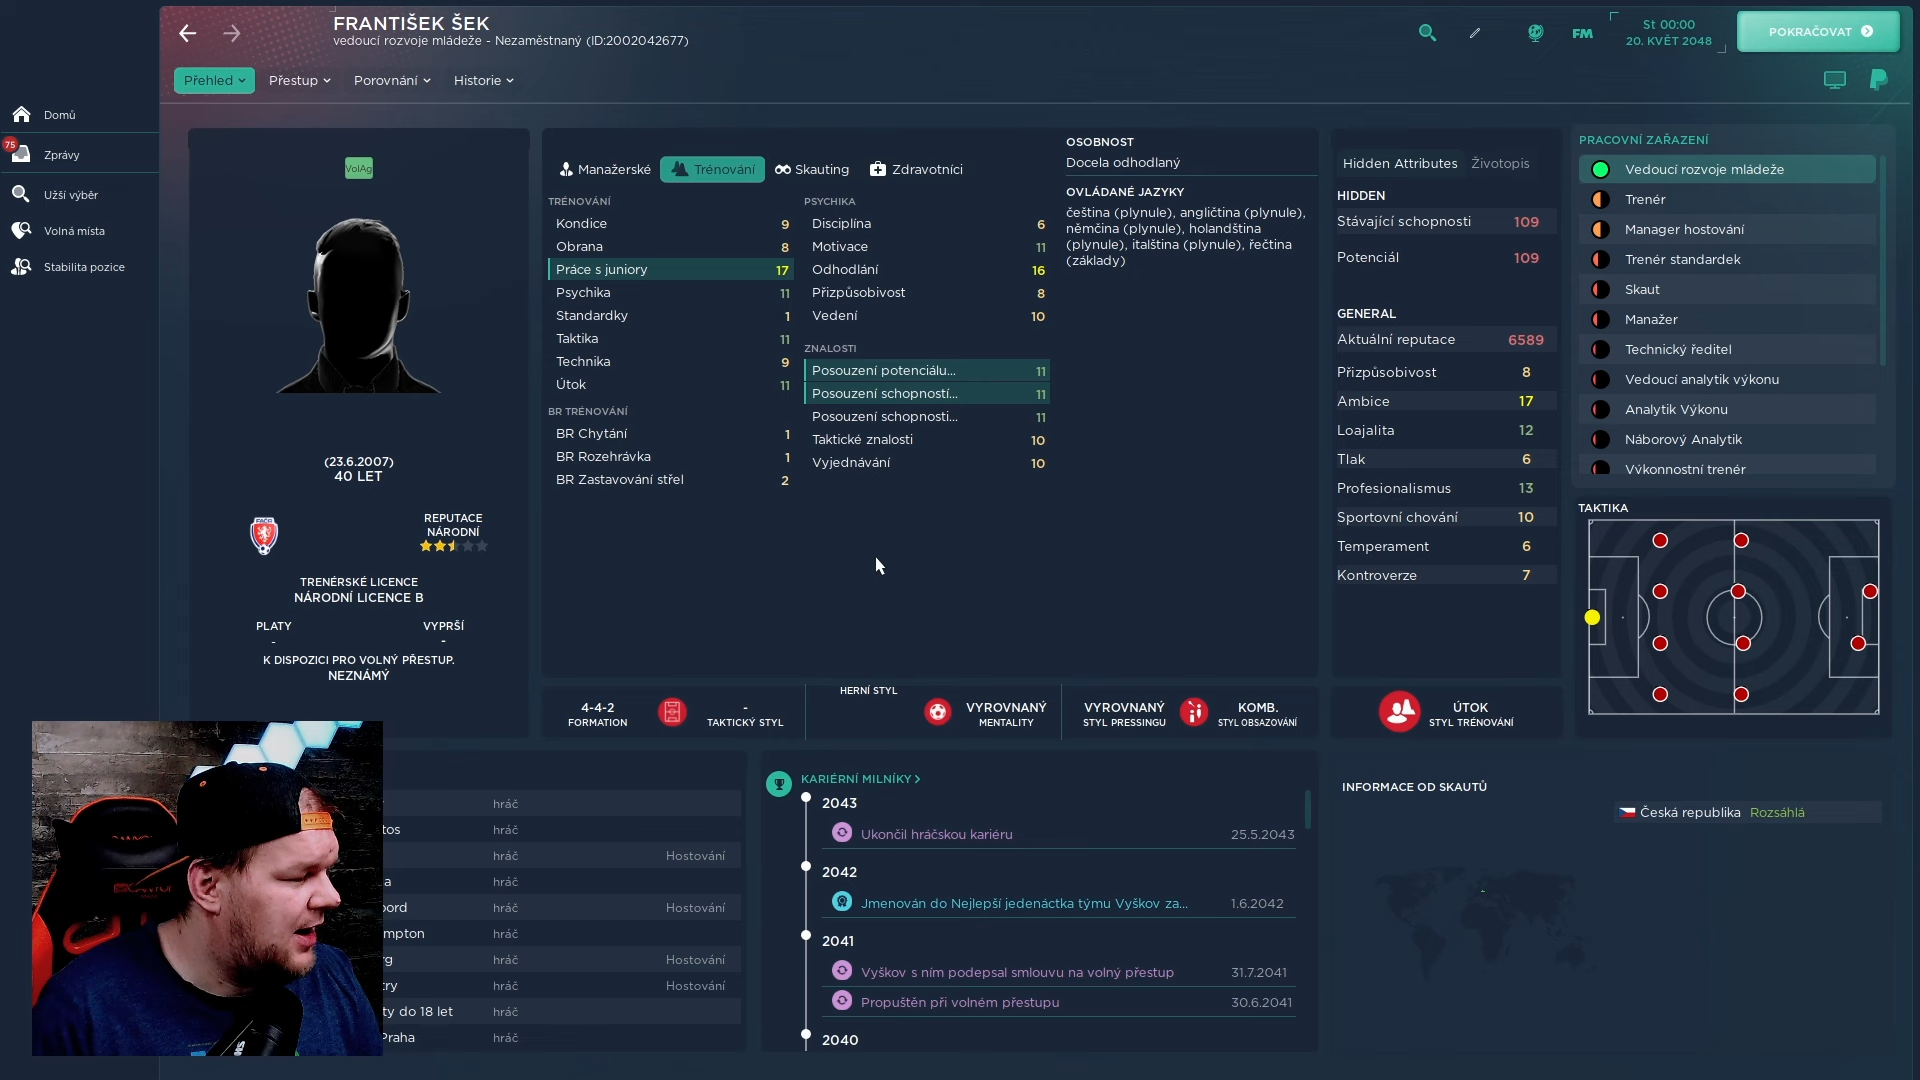 FRANTIŠEK ŠEK
vedoucí rozvoje mládeže - Nezaměstnaný (ID:2002042677)
FM
St 00:00
20. KVĚT 2048
POKRAČOVAT
Přehled
Přestup
Porovnání
Historie
Domů
75
Zprávy
Užší výběr
Volná místa
Stabilita pozice
VolAg
(23.6.2007)
40 LET
REPUTACE
NÁRODNÍ
TRENÉRSKÉ LICENCE
NÁRODNÍ LICENCE B
PLATY
VYPRŠÍ
-
-
K DISPOZICI PRO VOLNÝ PŘESTUP.
NEZNÁMÝ
Manažerské
Trénování
Skauting
Zdravotníci
TRÉNOVÁNÍ
Kondice 9
Obrana 8
Práce s juniory 17
Psychika 11
Standardky 1
Taktika 11
Technika 9
Útok 11
BR TRÉNOVÁNÍ
BR Chytání 1
BR Rozehrávka 1
BR Zastavování střel 2
PSYCHIKA
Disciplína 6
Motivace 11
Odhodlání 16
Přizpůsobivost 8
Vedení 10
ZNALOSTI
Posouzení potenciálu... 11
Posouzení schopností... 11
Posouzení schopnosti... 11
Taktické znalosti 10
Vyjednávání 10
OSOBNOST
Docela odhodlaný
OVLÁDANÉ JAZYKY
čeština (plynule), angličtina (plynule),
němčina (plynule), holandština
(plynule), italština (plynule), řečtina
(základy)
Hidden Attributes
Životopis
HIDDEN
Stávající schopnosti 109
Potenciál 109
GENERAL
Aktuální reputace 6589
Přizpůsobivost 8
Ambice 17
Loajalita 12
Tlak 6
Profesionalismus 13
Sportovní chování 10
Temperament 6
Kontroverze 7
PRACOVNÍ ZAŘAZENÍ
Vedoucí rozvoje mládeže
Trenér
Manager hostování
Trenér standardek
Skaut
Manažer
Technický ředitel
Vedoucí analytik výkonu
Analytik Výkonu
Náborový Analytik
Výkonnostní trenér
TAKTIKA
4-4-2
FORMATION
-
TAKTICKÝ STYL
HERNÍ STYL
VYROVNANÝ
MENTALITY
VYROVNANÝ
STYL PRESSINGU
KOMB.
STYL OBSAZOVÁNÍ
ÚTOK
STYL TRÉNOVÁNÍ
hráč
tos hráč
hráč Hostování
a hráč
ord hráč Hostování
mpton hráč
rg hráč Hostování
try hráč Hostování
ty do 18 let hráč
Praha hráč
KARIÉRNÍ MILNÍKY
2043
Ukončil hráčskou kariéru 25.5.2043
2042
Jmenován do Nejlepší jedenáctka týmu Vyškov za... 1.6.2042
2041
Vyškov s ním podepsal smlouvu na volný přestup 31.7.2041
Propuštěn při volném přestupu 30.6.2041
2040
INFORMACE OD SKAUTŮ
Česká republika Rozsáhlá